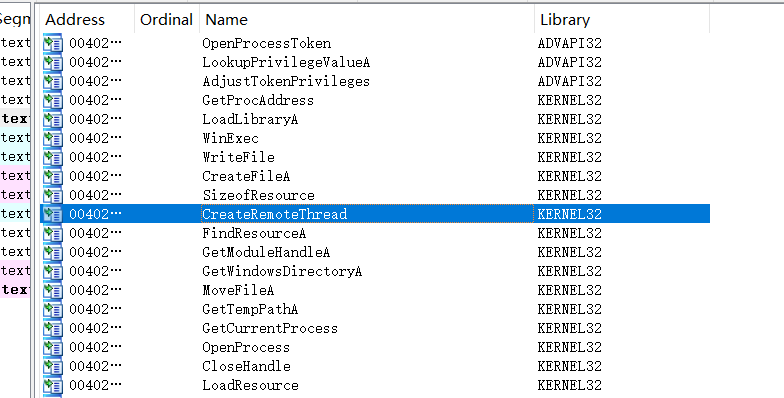 Segm Address Ordinal Name Library
text 00402… OpenProcessToken ADVAPI32
text 00402… LookupPrivilegeValueA ADVAPI32
text 00402… AdjustTokenPrivileges ADVAPI32
text 00402… GetProcAddress KERNEL32
text 00402… LoadLibraryA KERNEL32
text 00402… WinExec KERNEL32
text 00402… WriteFile KERNEL32
text 00402… CreateFileA KERNEL32
text 00402… SizeofResource KERNEL32
text 00402… CreateRemoteThread KERNEL32
text 00402… FindResourceA KERNEL32
text 00402… GetModuleHandleA KERNEL32
text 00402… GetWindowsDirectoryA KERNEL32
text 00402… MoveFileA KERNEL32
00402… GetTempPathA KERNEL32
00402… GetCurrentProcess KERNEL32
00402… OpenProcess KERNEL32
00402… CloseHandle KERNEL32
00402… LoadResource KERNEL32